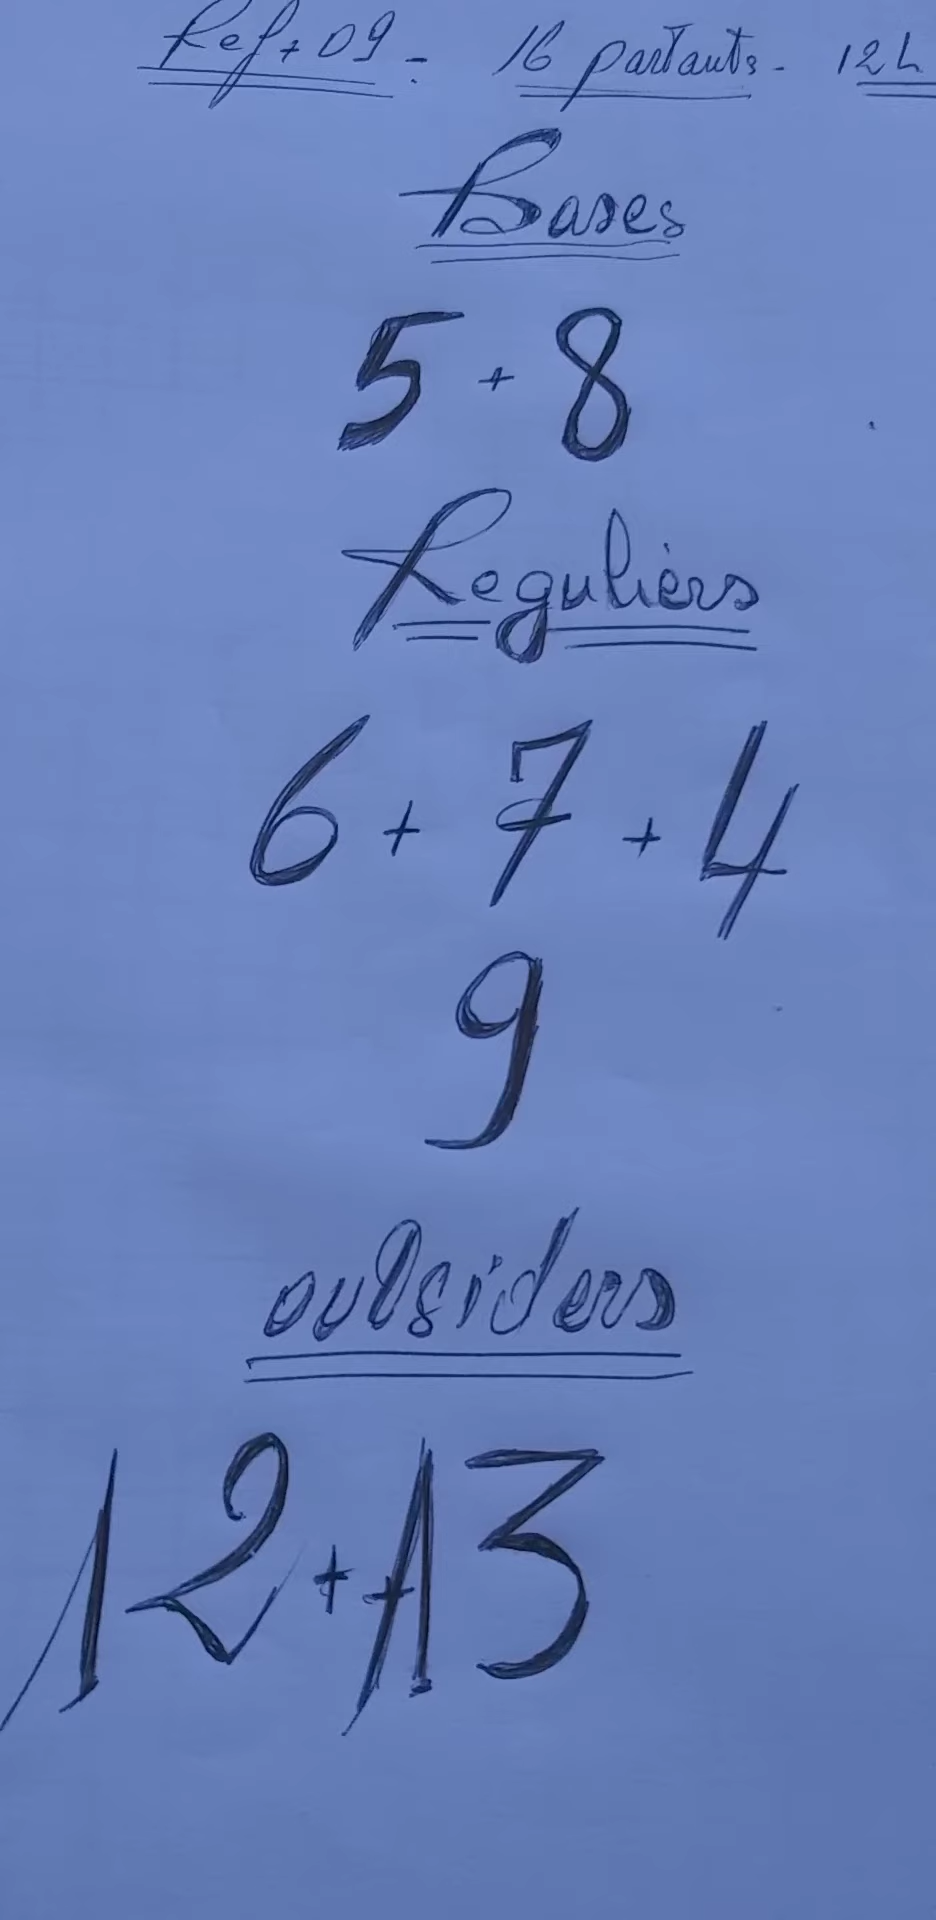 Ref + 09 - 16 partants - 12h
Bases
5 + 8
Reguliers
6 + 7 + 4
9
outsiders
12 + 13